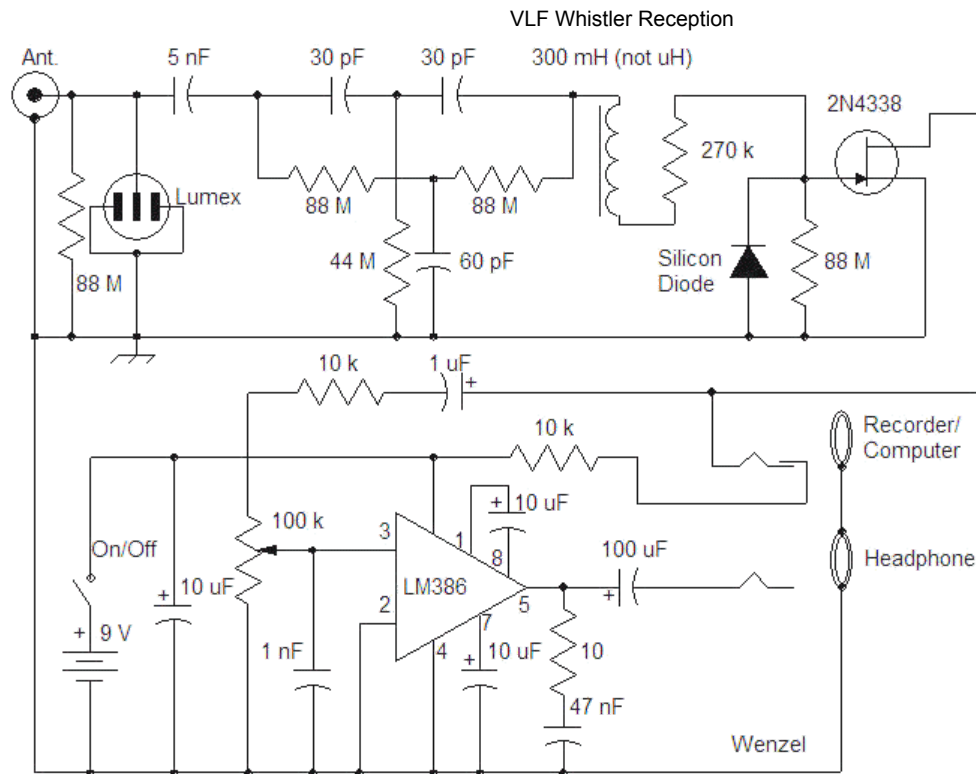 VLF Whistler Reception
Ant.
5 nF
30 pF
30 pF
300 mH (not uH)
2N4338
270 k
Lumex
88 M
88 M
88 M
44 M
60 pF
Silicon
Diode
88 M
10 k
1 uF
+
Recorder/
Computer
10 k
+
10 uF
100 k
3
1
8
100 uF
On/Off
+
10 uF
LM386
Headphone
2
5
+
+
9 V
7
1 nF
4
+
10 uF
10
47 nF
Wenzel